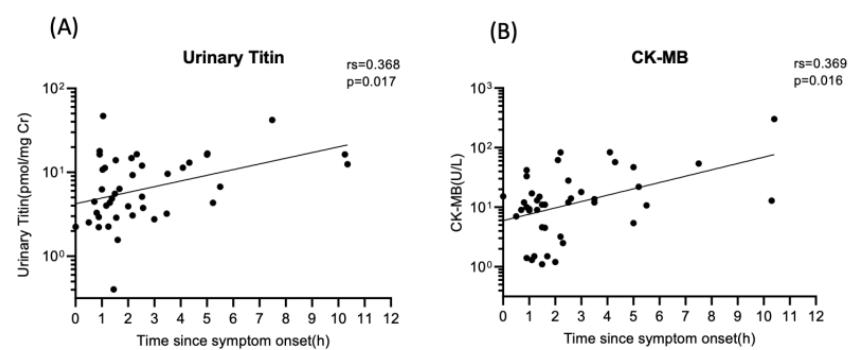 (A)
Urinary Titin
rs=0.368
p=0.017
Urinary Titin(pmol/mg Cr)
10²
10¹
10⁰
0 1 2 3 4 5 6 7 8 9 10 11 12
Time since symptom onset(h)
(B)
CK-MB
rs=0.369
p=0.016
CK-MB(U/L)
10³
10²
10¹
10⁰
0 1 2 3 4 5 6 7 8 9 10 11 12
Time since symptom onset(h)